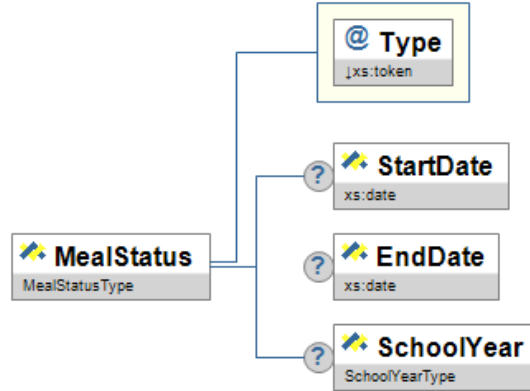 @ Type
↓xs:token
? StartDate
xs:date
MealStatus
MealStatusType
? EndDate
xs:date
? SchoolYear
SchoolYearType